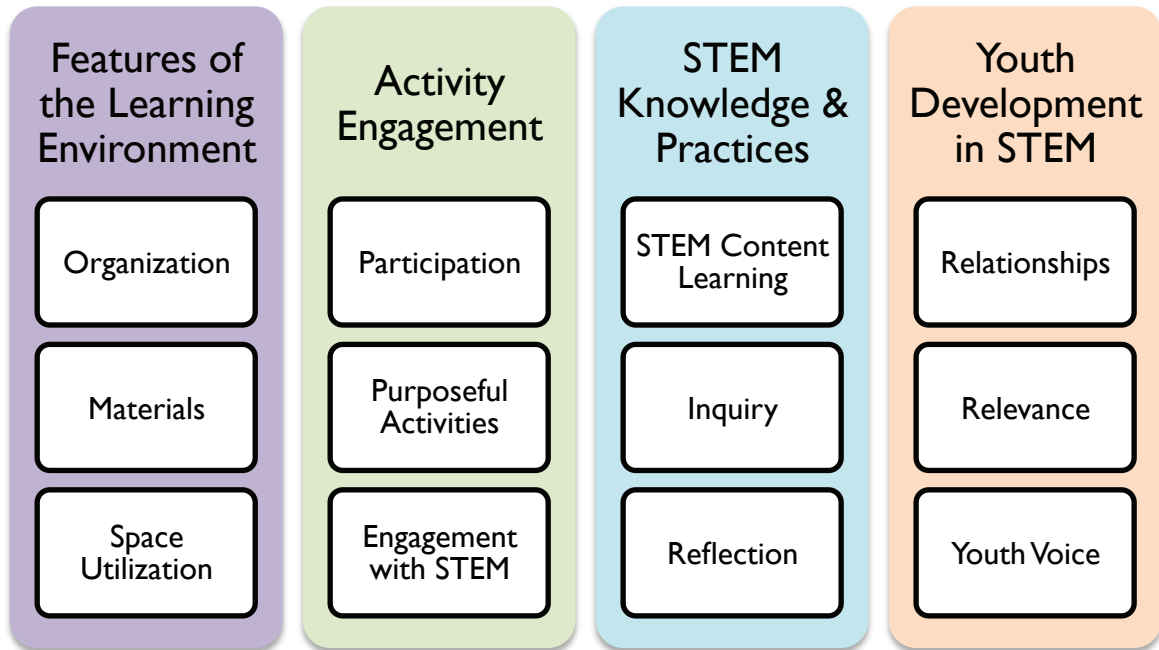 Features of
the Learning
Environment
Organization
Materials
Space
Utilization
Activity
Engagement
Participation
Purposeful
Activities
Engagement
with STEM
STEM
Knowledge &
Practices
STEM Content
Learning
Inquiry
Reflection
Youth
Development
in STEM
Relationships
Relevance
Youth Voice